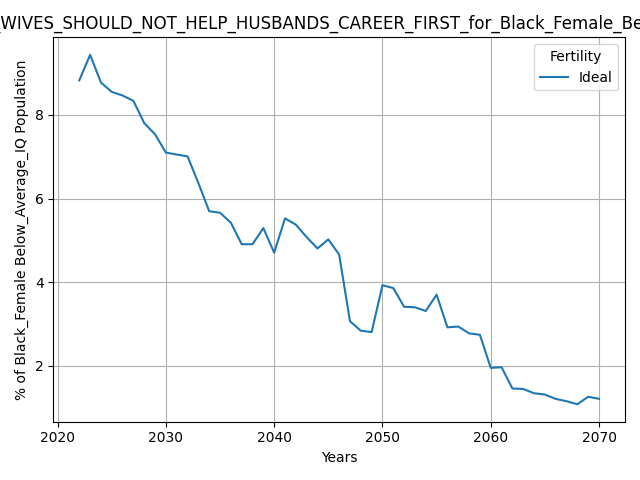 _WIVES_SHOULD_NOT_HELP_HUSBANDS_CAREER_FIRST_for_Black_Female_Be
Fertility
Ideal
% of Black_Female Below_Average_IQ Population
8
6
4
2
2020 2030 2040 2050 2060 2070
Years